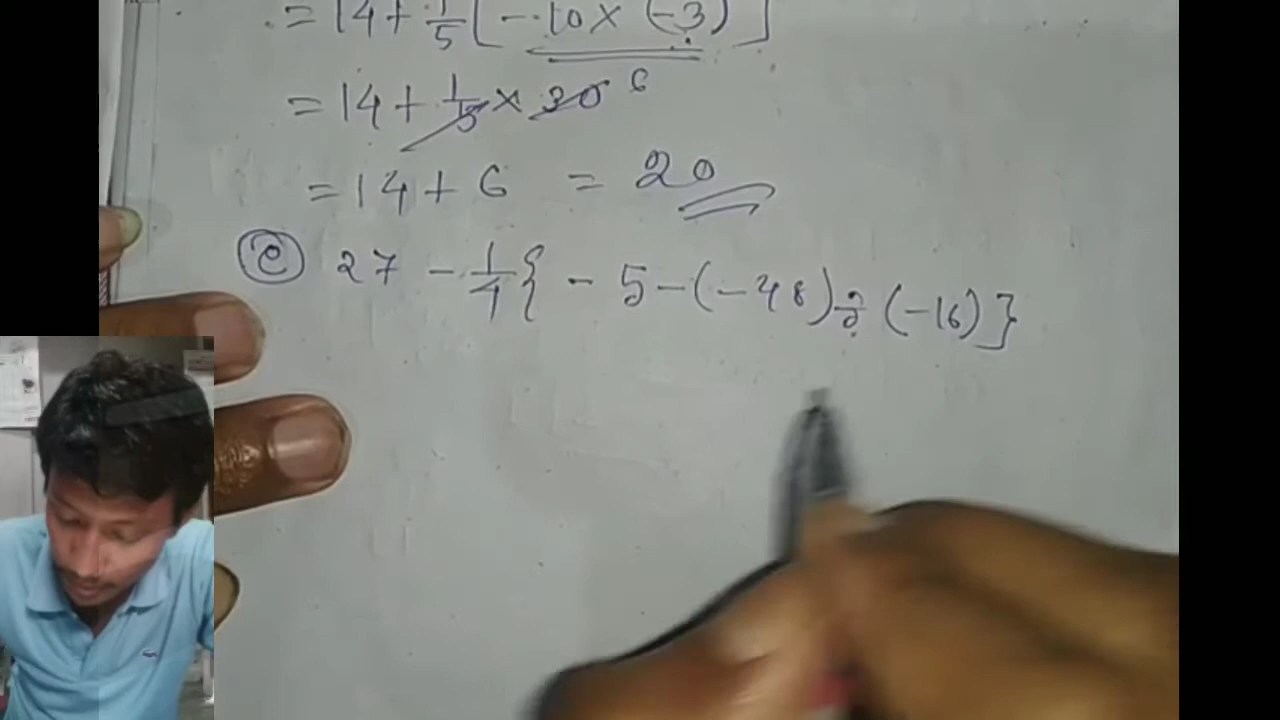 = 14 + 1/5 [ - 10 × (-3) ]
= 14 + 1/5 × 30 6
= 14 + 6 = 20
(e) 27 - 1/4 { - 5 - (- 48) ÷ (-16) }